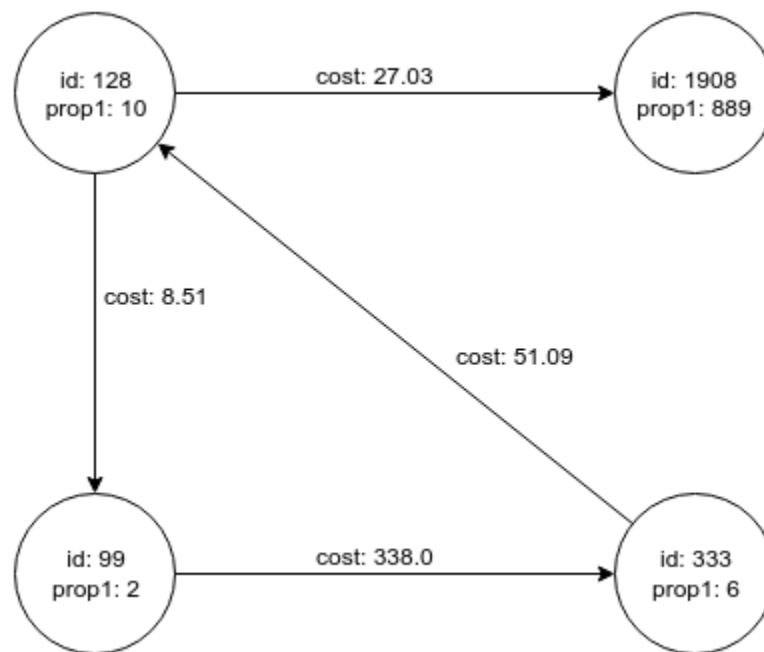 id: 128
prop1: 10
cost: 27.03
id: 1908
prop1: 889
cost: 8.51
cost: 51.09
id: 99
prop1: 2
cost: 338.0
id: 333
prop1: 6